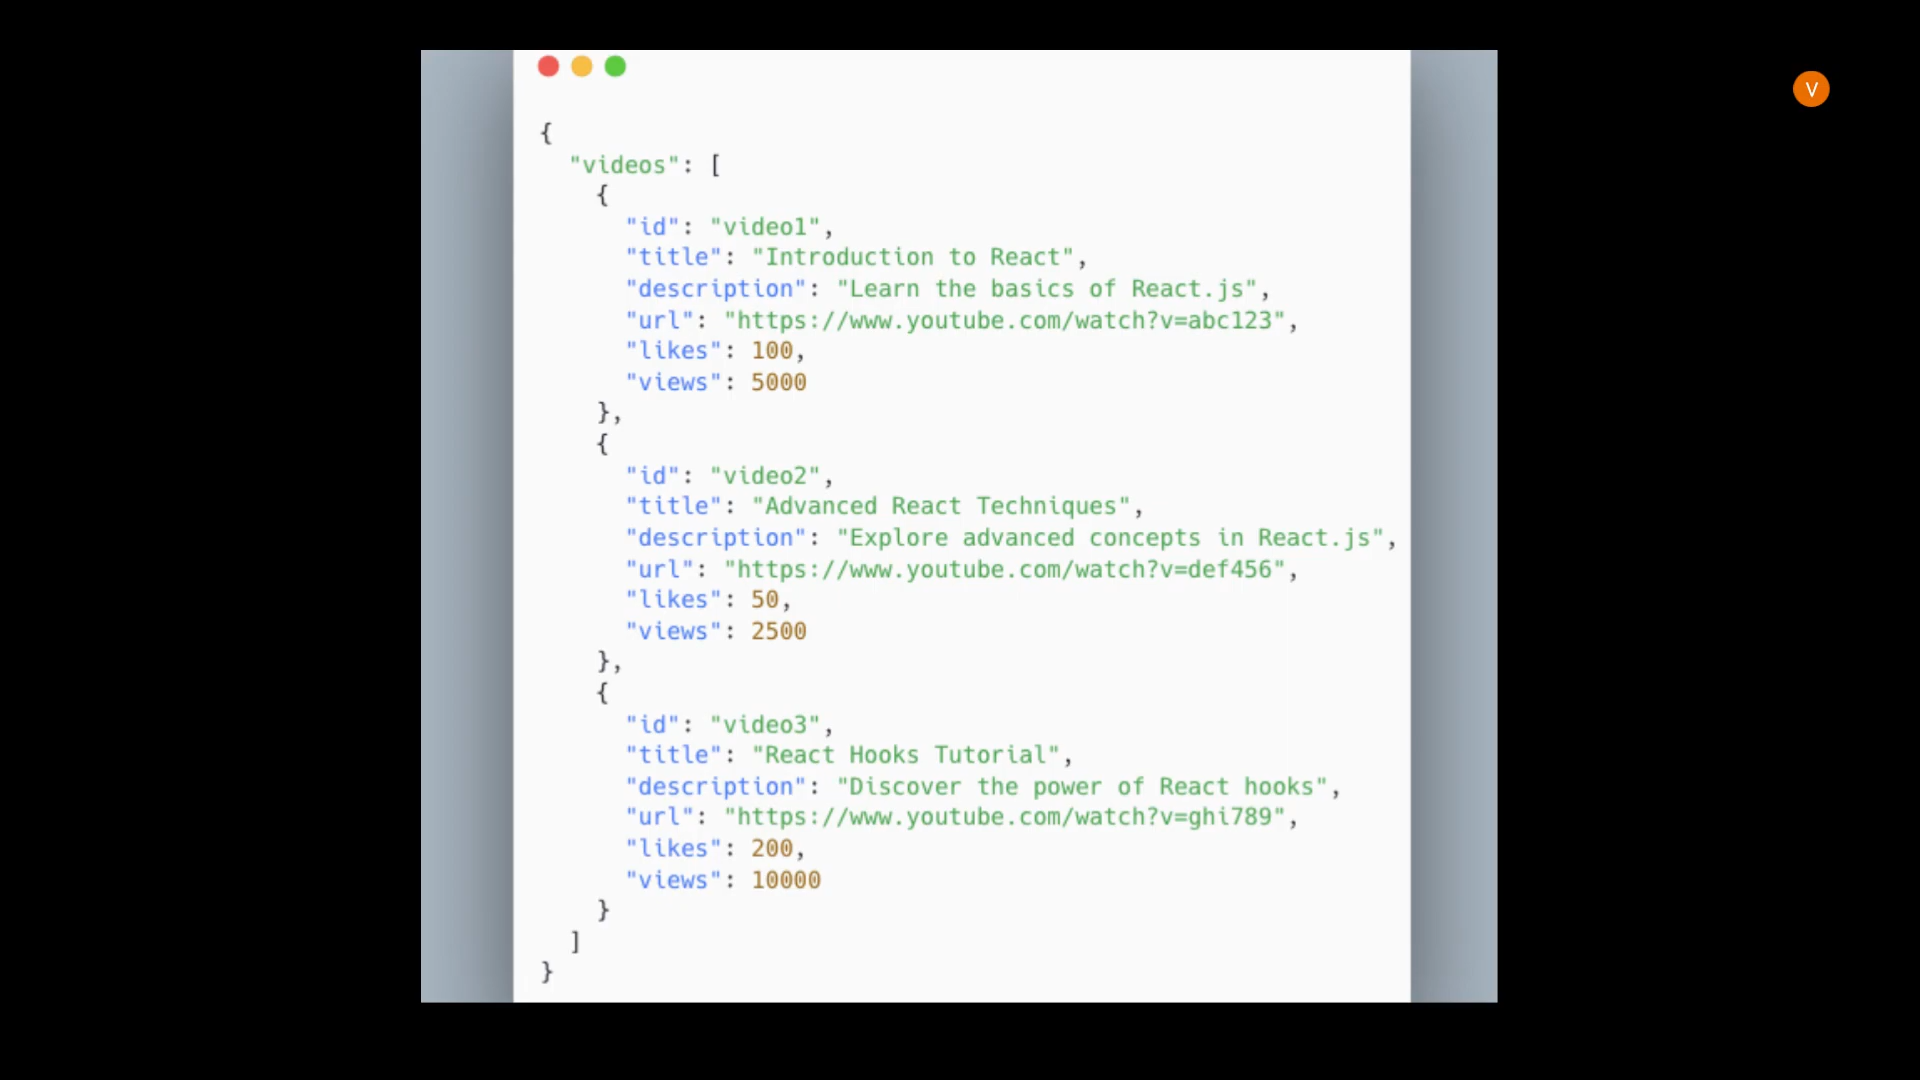 {
  "videos": [
    {
      "id": "video1",
      "title": "Introduction to React",
      "description": "Learn the basics of React.js",
      "url": "https://www.youtube.com/watch?v=abc123",
      "likes": 100,
      "views": 5000
    },
    {
      "id": "video2",
      "title": "Advanced React Techniques",
      "description": "Explore advanced concepts in React.js",
      "url": "https://www.youtube.com/watch?v=def456",
      "likes": 50,
      "views": 2500
    },
    {
      "id": "video3",
      "title": "React Hooks Tutorial",
      "description": "Discover the power of React hooks",
      "url": "https://www.youtube.com/watch?v=ghi789",
      "likes": 200,
      "views": 10000
    }
  ]
}
V